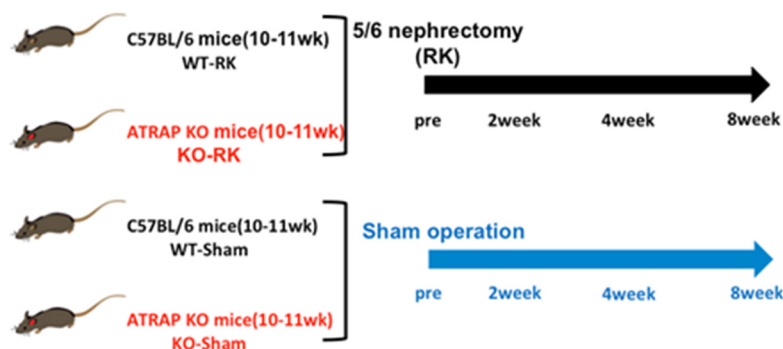 C57BL/6 mice(10-11wk)
WT-RK
ATRAP KO mice(10-11wk)
KO-RK
5/6 nephrectomy
(RK)
pre 2week 4week 8week
C57BL/6 mice(10-11wk)
WT-Sham
ATRAP KO mice(10-11wk)
KO-Sham
Sham operation
pre 2week 4week 8week